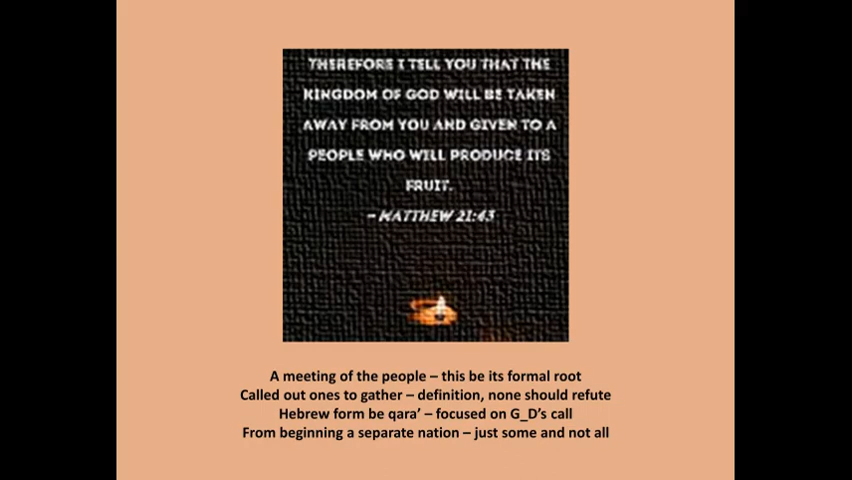 THEREFORE I TELL YOU THAT THE
KINGDOM OF GOD WILL BE TAKEN
AWAY FROM YOU AND GIVEN TO A
PEOPLE WHO WILL PRODUCE ITS
FRUIT.
– MATTHEW 21:43
A meeting of the people – this be its formal root
Called out ones to gather – definition, none should refute
Hebrew form be qara’ – focused on G_D’s call
From beginning a separate nation – just some and not all